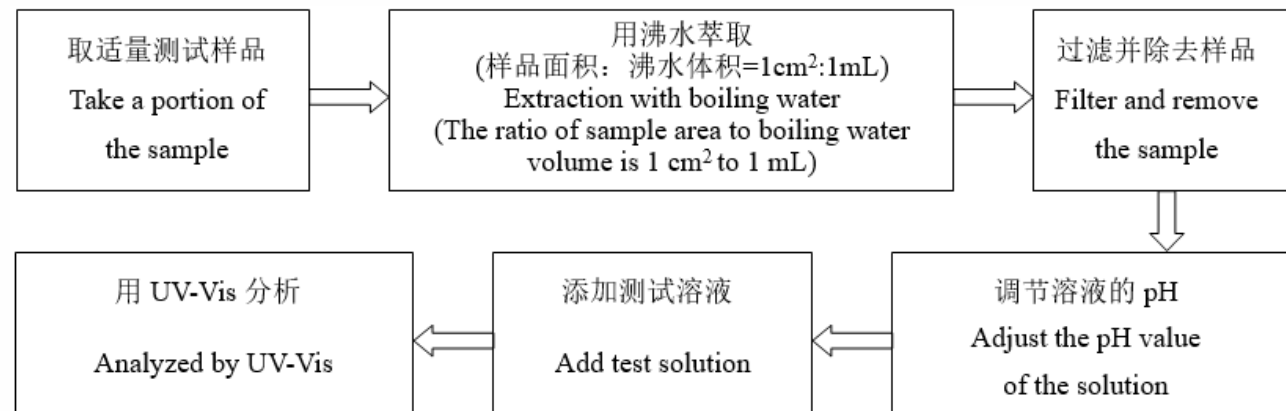 取适量测试样品
Take a portion of
the sample
用沸水萃取
(样品面积：沸水体积=1cm²:1mL)
Extraction with boiling water
(The ratio of sample area to boiling water
volume is 1 cm² to 1 mL)
过滤并除去样品
Filter and remove
the sample
调节溶液的 pH
Adjust the pH value
of the solution
添加测试溶液
Add test solution
用 UV-Vis 分析
Analyzed by UV-Vis